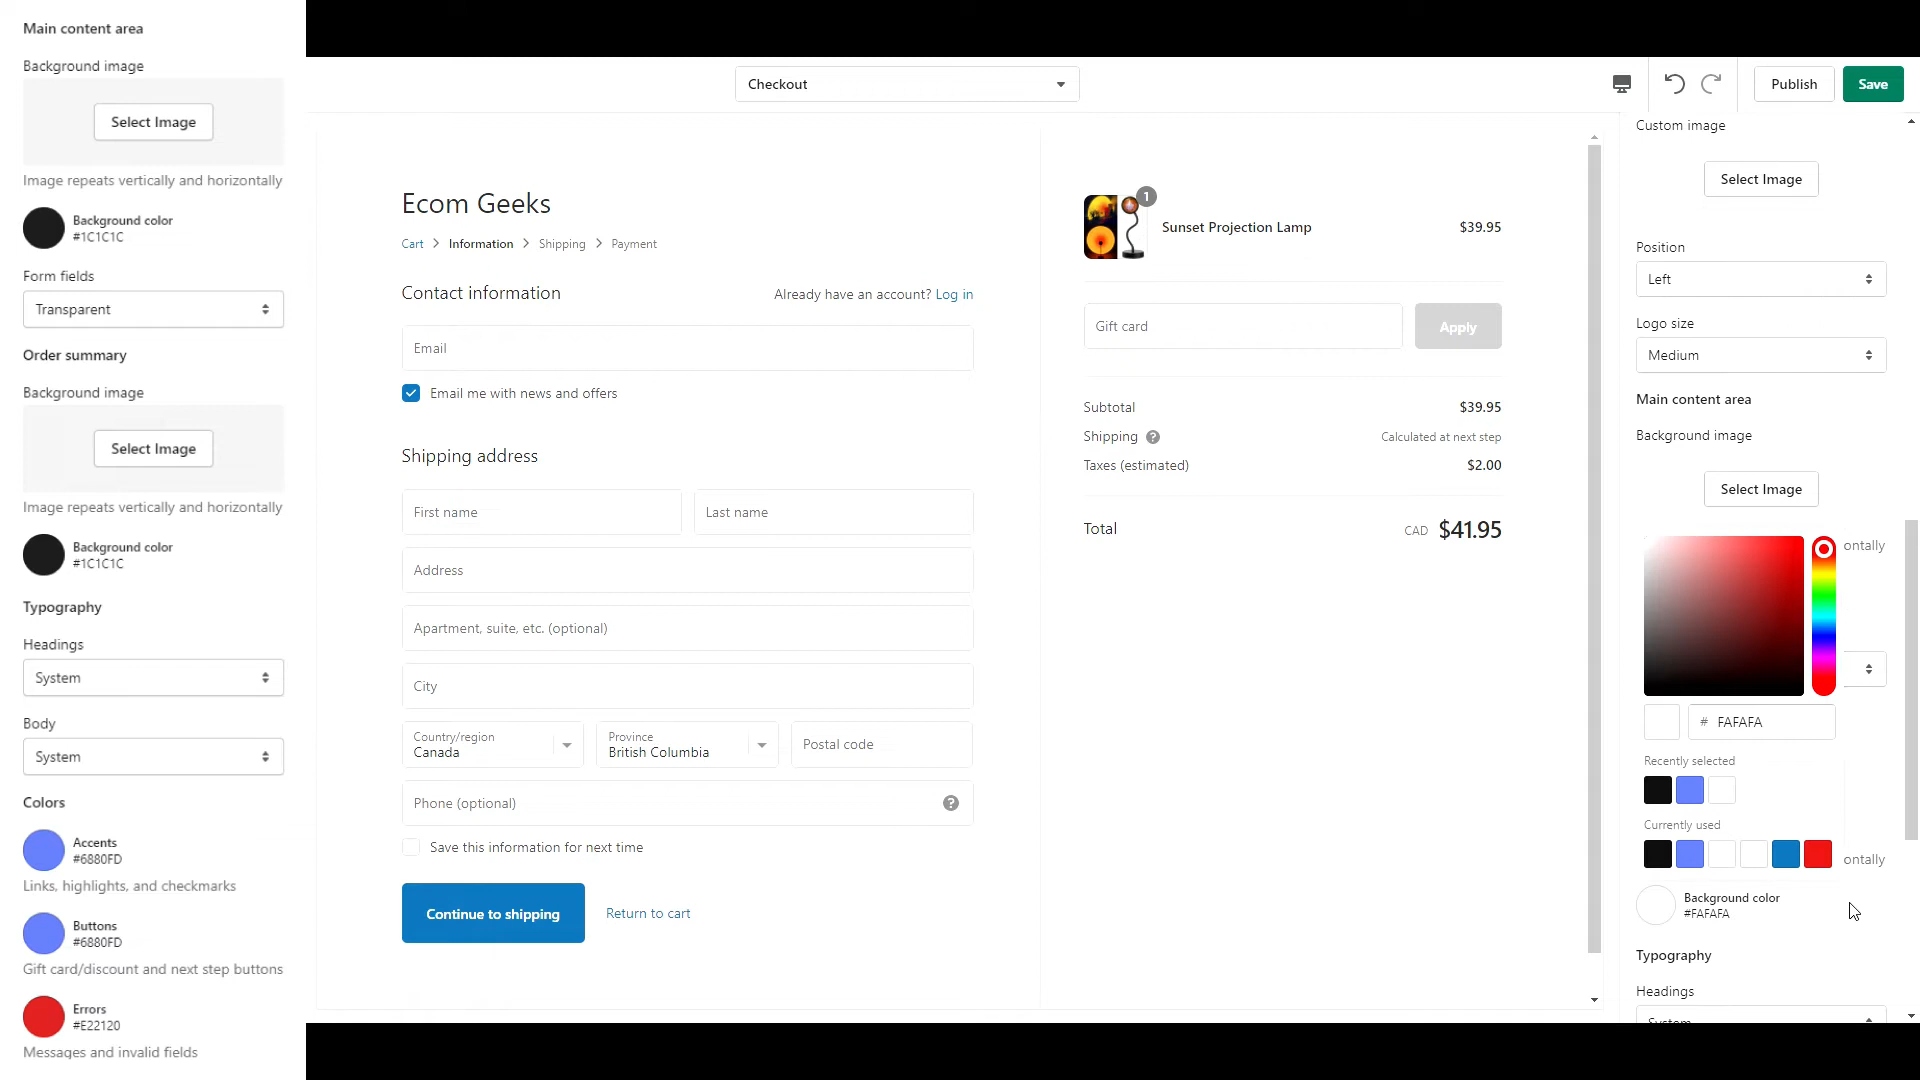 Main content area
Background image
Select Image
Image repeats vertically and horizontally
Background color
#1C1C1C
Form fields
Transparent
Order summary
Background image
Select Image
Image repeats vertically and horizontally
Background color
#1C1C1C
Typography
Headings
System
Body
System
Colors
Accents
#6880FD
Links, highlights, and checkmarks
Buttons
#6880FD
Gift card/discount and next step buttons
Errors
#E22120
Messages and invalid fields
Checkout
Publish
Save
Ecom Geeks
Cart > Information > Shipping > Payment
Contact information
Already have an account? Log in
Email
Email me with news and offers
Shipping address
First name
Last name
Address
Apartment, suite, etc. (optional)
City
Country/region
Canada
Province
British Columbia
Postal code
Phone (optional)
?
Save this information for next time
Continue to shipping
Return to cart
1
Sunset Projection Lamp
$39.95
Gift card
Apply
Subtotal
$39.95
Shipping ?
Calculated at next step
Taxes (estimated)
$2.00
Total
CAD $41.95
Custom image
Select Image
Position
Left
Logo size
Medium
Main content area
Background image
Select Image
ontally
# FAFAFA
Recently selected
Currently used
ontally
Background color
#FAFAFA
Typography
Headings
System